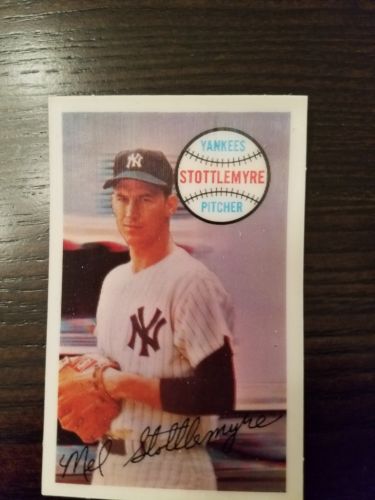 YANKEES
STOTTLEMYRE
PITCHER
NY
NY
Mel Stottlemyre